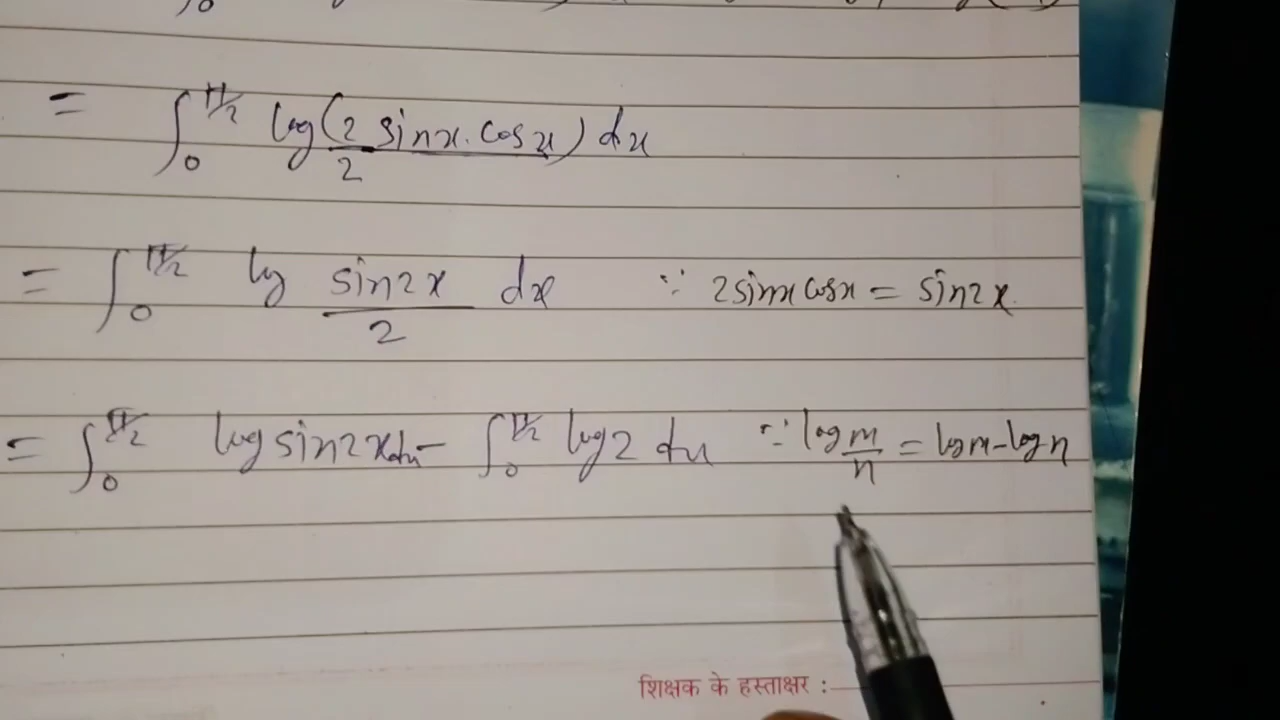 = ∫₀^π/2 log(2 sinx.cosx / 2) dx
= ∫₀^π/2 log sin2x / 2 dx ∵ 2sinx cosx = sin2x.
= ∫₀^π/2 log sin2x dx - ∫₀^π/2 log2 dx ∵ log m/n = log m - log n
शिक्षक के हस्ताक्षर :